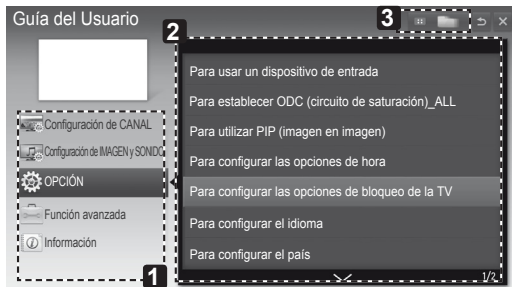 Guía del Usuario
3
2
Para usar un dispositivo de entrada
Para establecer ODC (circuito de saturación)_ALL
Para utilizar PIP (imagen en imagen)
Para configurar las opciones de hora
Para configurar las opciones de bloqueo de la TV
Para configurar el idioma
Para configurar el país
1/2
Configuración de CANAL
Configuración de IMAGEN y SONIDO
OPCIÓN
Función avanzada
Información
1